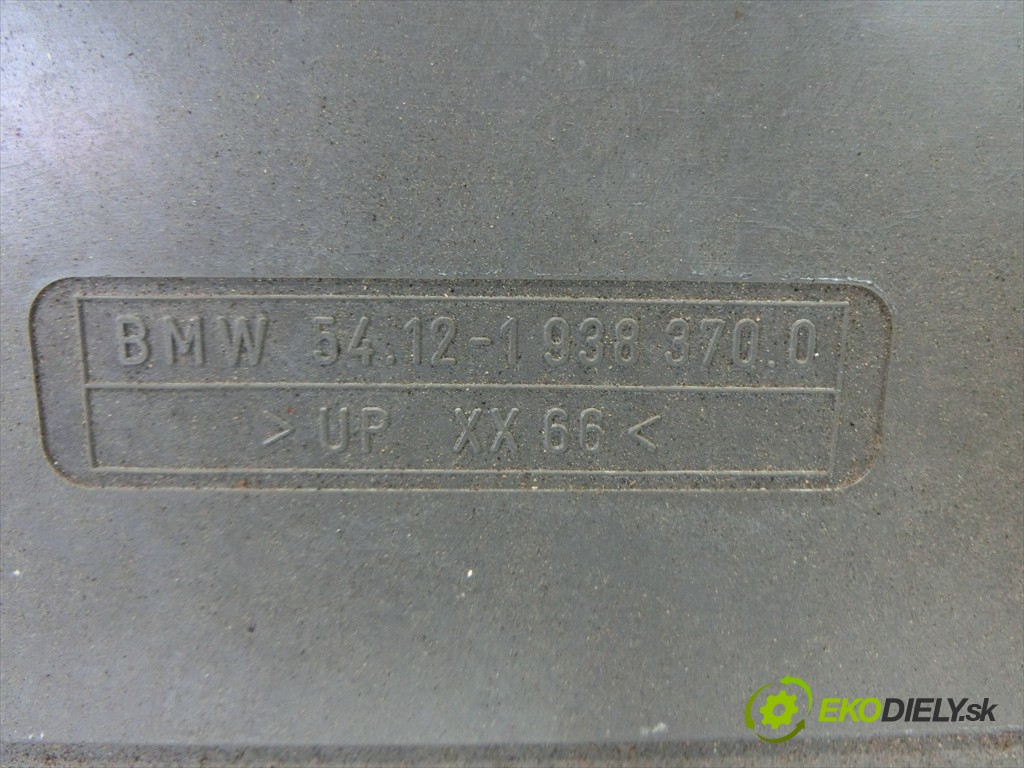 BMW 54.12-1 938 370.0
> UP XX 66 <
EKODIELY.sk